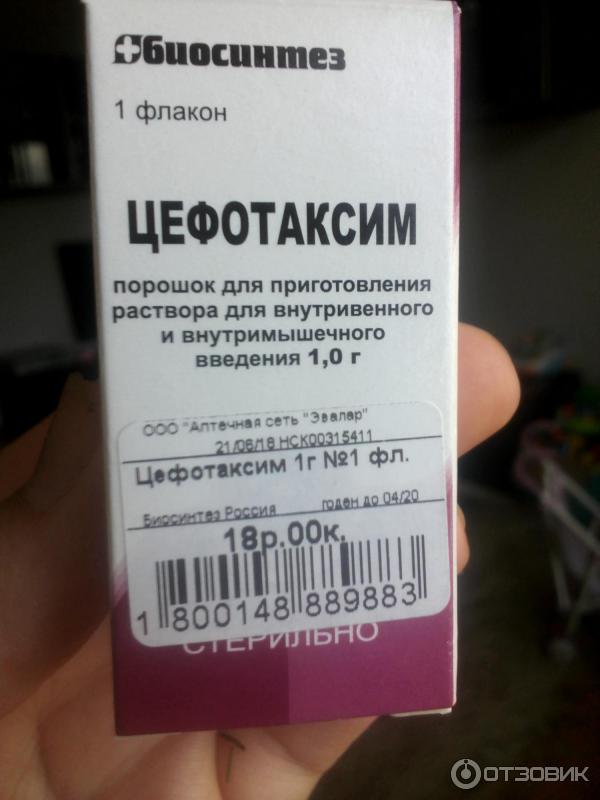 биосинтез
1 флакон
ЦЕФОТАКСИМ
порошок для приготовления
раствора для внутривенного
и внутримышечного
введения 1,0 г
ООО "Аптечная сеть "Эвалар"
21/06/18 НСК00315411
Цефотаксим 1г №1 фл.
Биосинтез Россия годен до 04/20
18р.00к.
1 800148 889883
СТЕРИЛЬНО
ОТЗОВИК